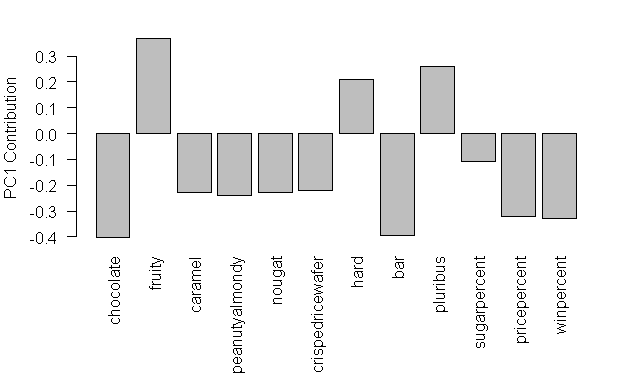 PC1 Contribution
0.3
0.2
0.1
0.0
-0.1
-0.2
-0.3
-0.4
chocolate
fruity
caramel
peanutyalmondy
nougat
crispedricewafer
hard
bar
pluribus
sugarpercent
pricepercent
winpercent